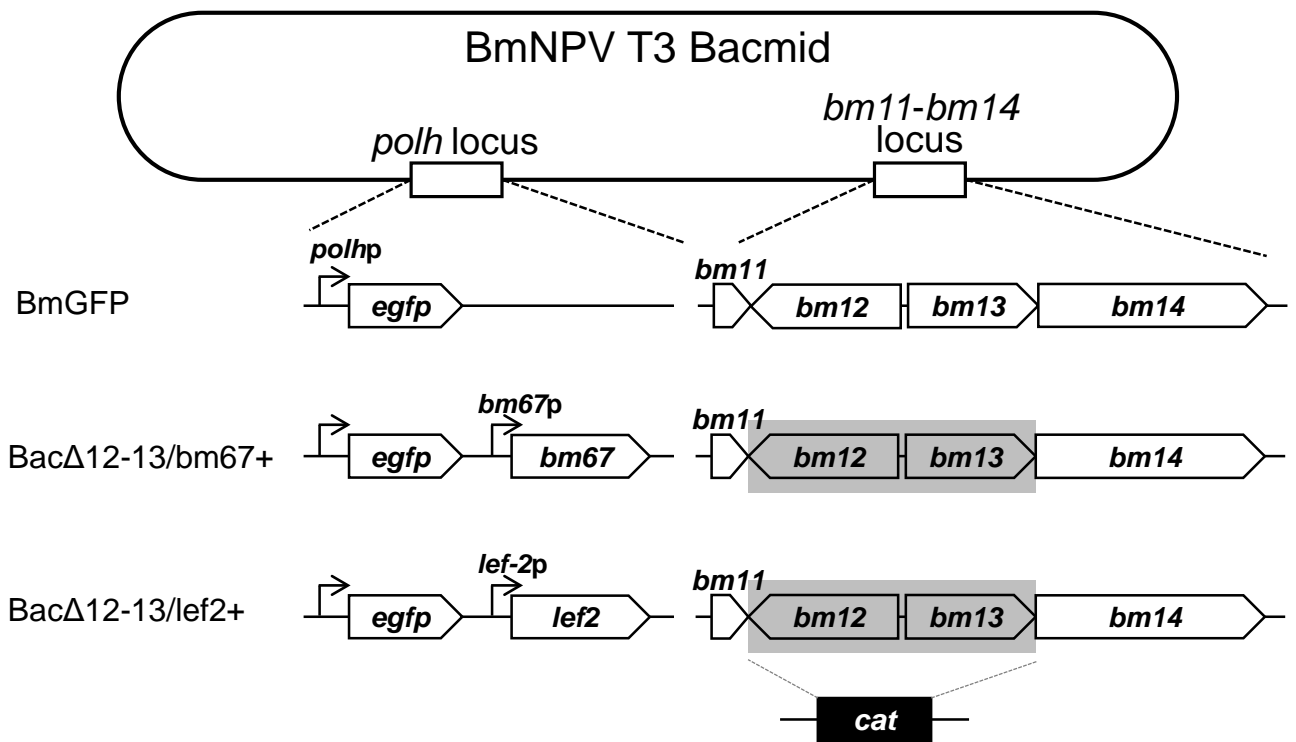 BmNPV T3 Bacmid
bm11-bm14
locus
polh locus
polhp
bm11
BmGFP
egfp
bm12
bm13
bm14
bm67p
bm11
BacΔ12-13/bm67+
egfp
bm67
bm12
bm13
bm14
lef-2p
bm11
BacΔ12-13/lef2+
egfp
lef2
bm12
bm13
bm14
cat